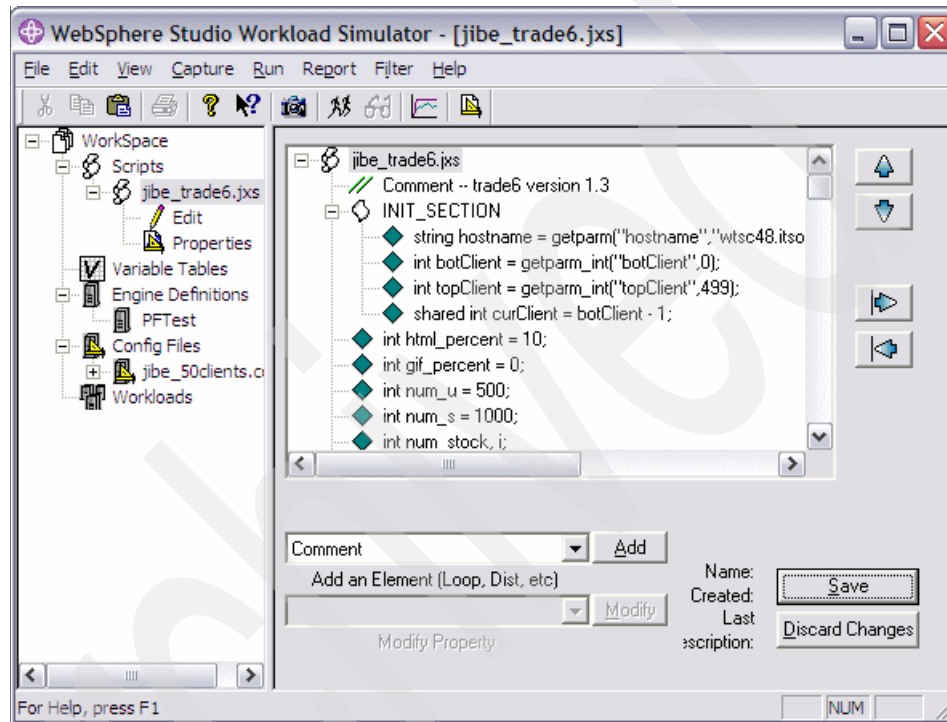 WebSphere Studio Workload Simulator - [jibe_trade6.jxs]
File Edit View Capture Run Report Filter Help
WorkSpace
Scripts
jibe_trade6.jxs
Edit
Properties
Variable Tables
Engine Definitions
PFTest
Config Files
jibe_50clients.c
Workloads
jibe_trade6.jxs
Comment -- trade6 version 1.3
INIT_SECTION
string hostname = getparm("hostname","wtsc48.itso
int botClient = getparm_int("botClient",0);
int topClient = getparm_int("topClient",499);
shared int curClient = botClient - 1;
int html_percent = 10;
int gif_percent = 0;
int num_u = 500;
int num_s = 1000;
int num_stock, i;
Comment
Add
Add an Element (Loop, Dist, etc)
Modify
Modify Property
Name:
Created:
Last
scription:
Save
Discard Changes
For Help, press F1
NUM